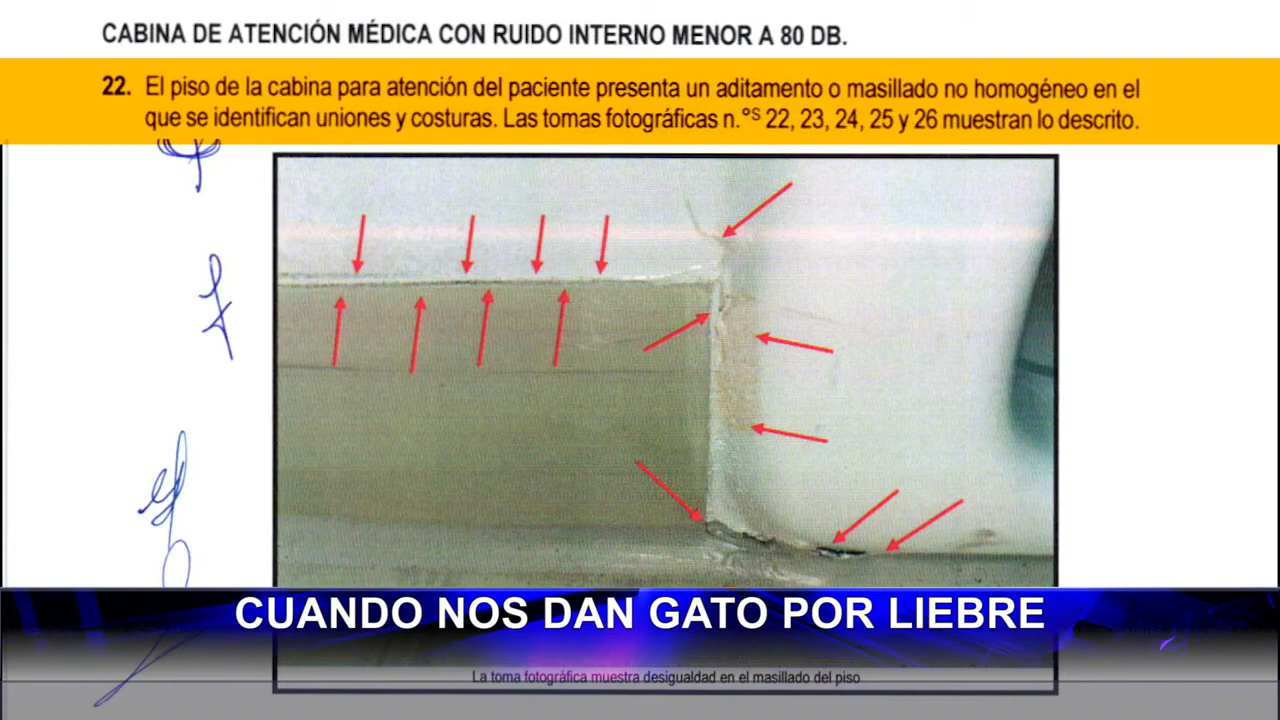 CABINA DE ATENCIÓN MÉDICA CON RUIDO INTERNO MENOR A 80 DB.
22. El piso de la cabina para atención del paciente presenta un aditamento o masillado no homogéneo en el
que se identifican uniones y costuras. Las tomas fotográficas n.°ˢ 22, 23, 24, 25 y 26 muestran lo descrito.
CUANDO NOS DAN GATO POR LIEBRE
La toma fotográfica muestra desigualdad en el masillado del piso